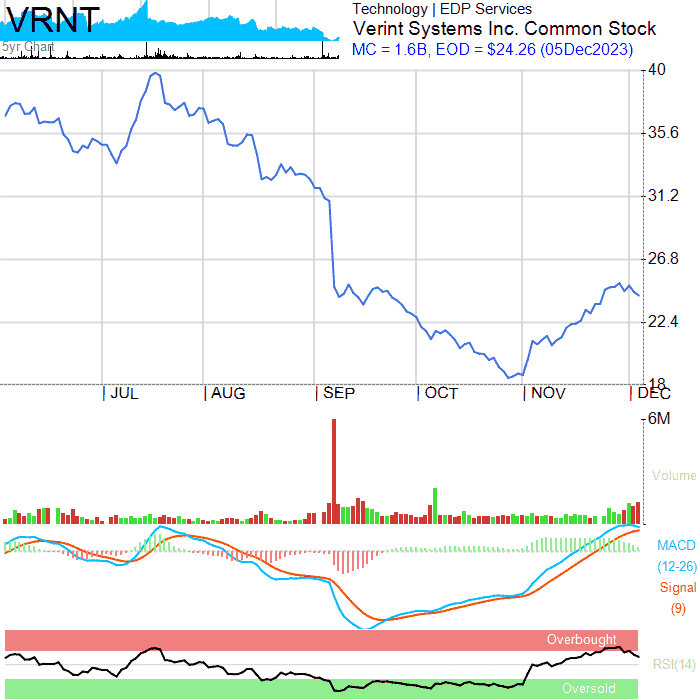 VRNT
5yr Chart
Technology | EDP Services
Verint Systems Inc. Common Stock
MC = 1.6B, EOD = $24.26 (05Dec2023)
40
35.6
31.2
26.8
22.4
18
JUL
AUG
SEP
OCT
NOV
DEC
6M
Volume
MACD
(12-26)
Signal
(9)
Overbought
RSI(14)
Oversold